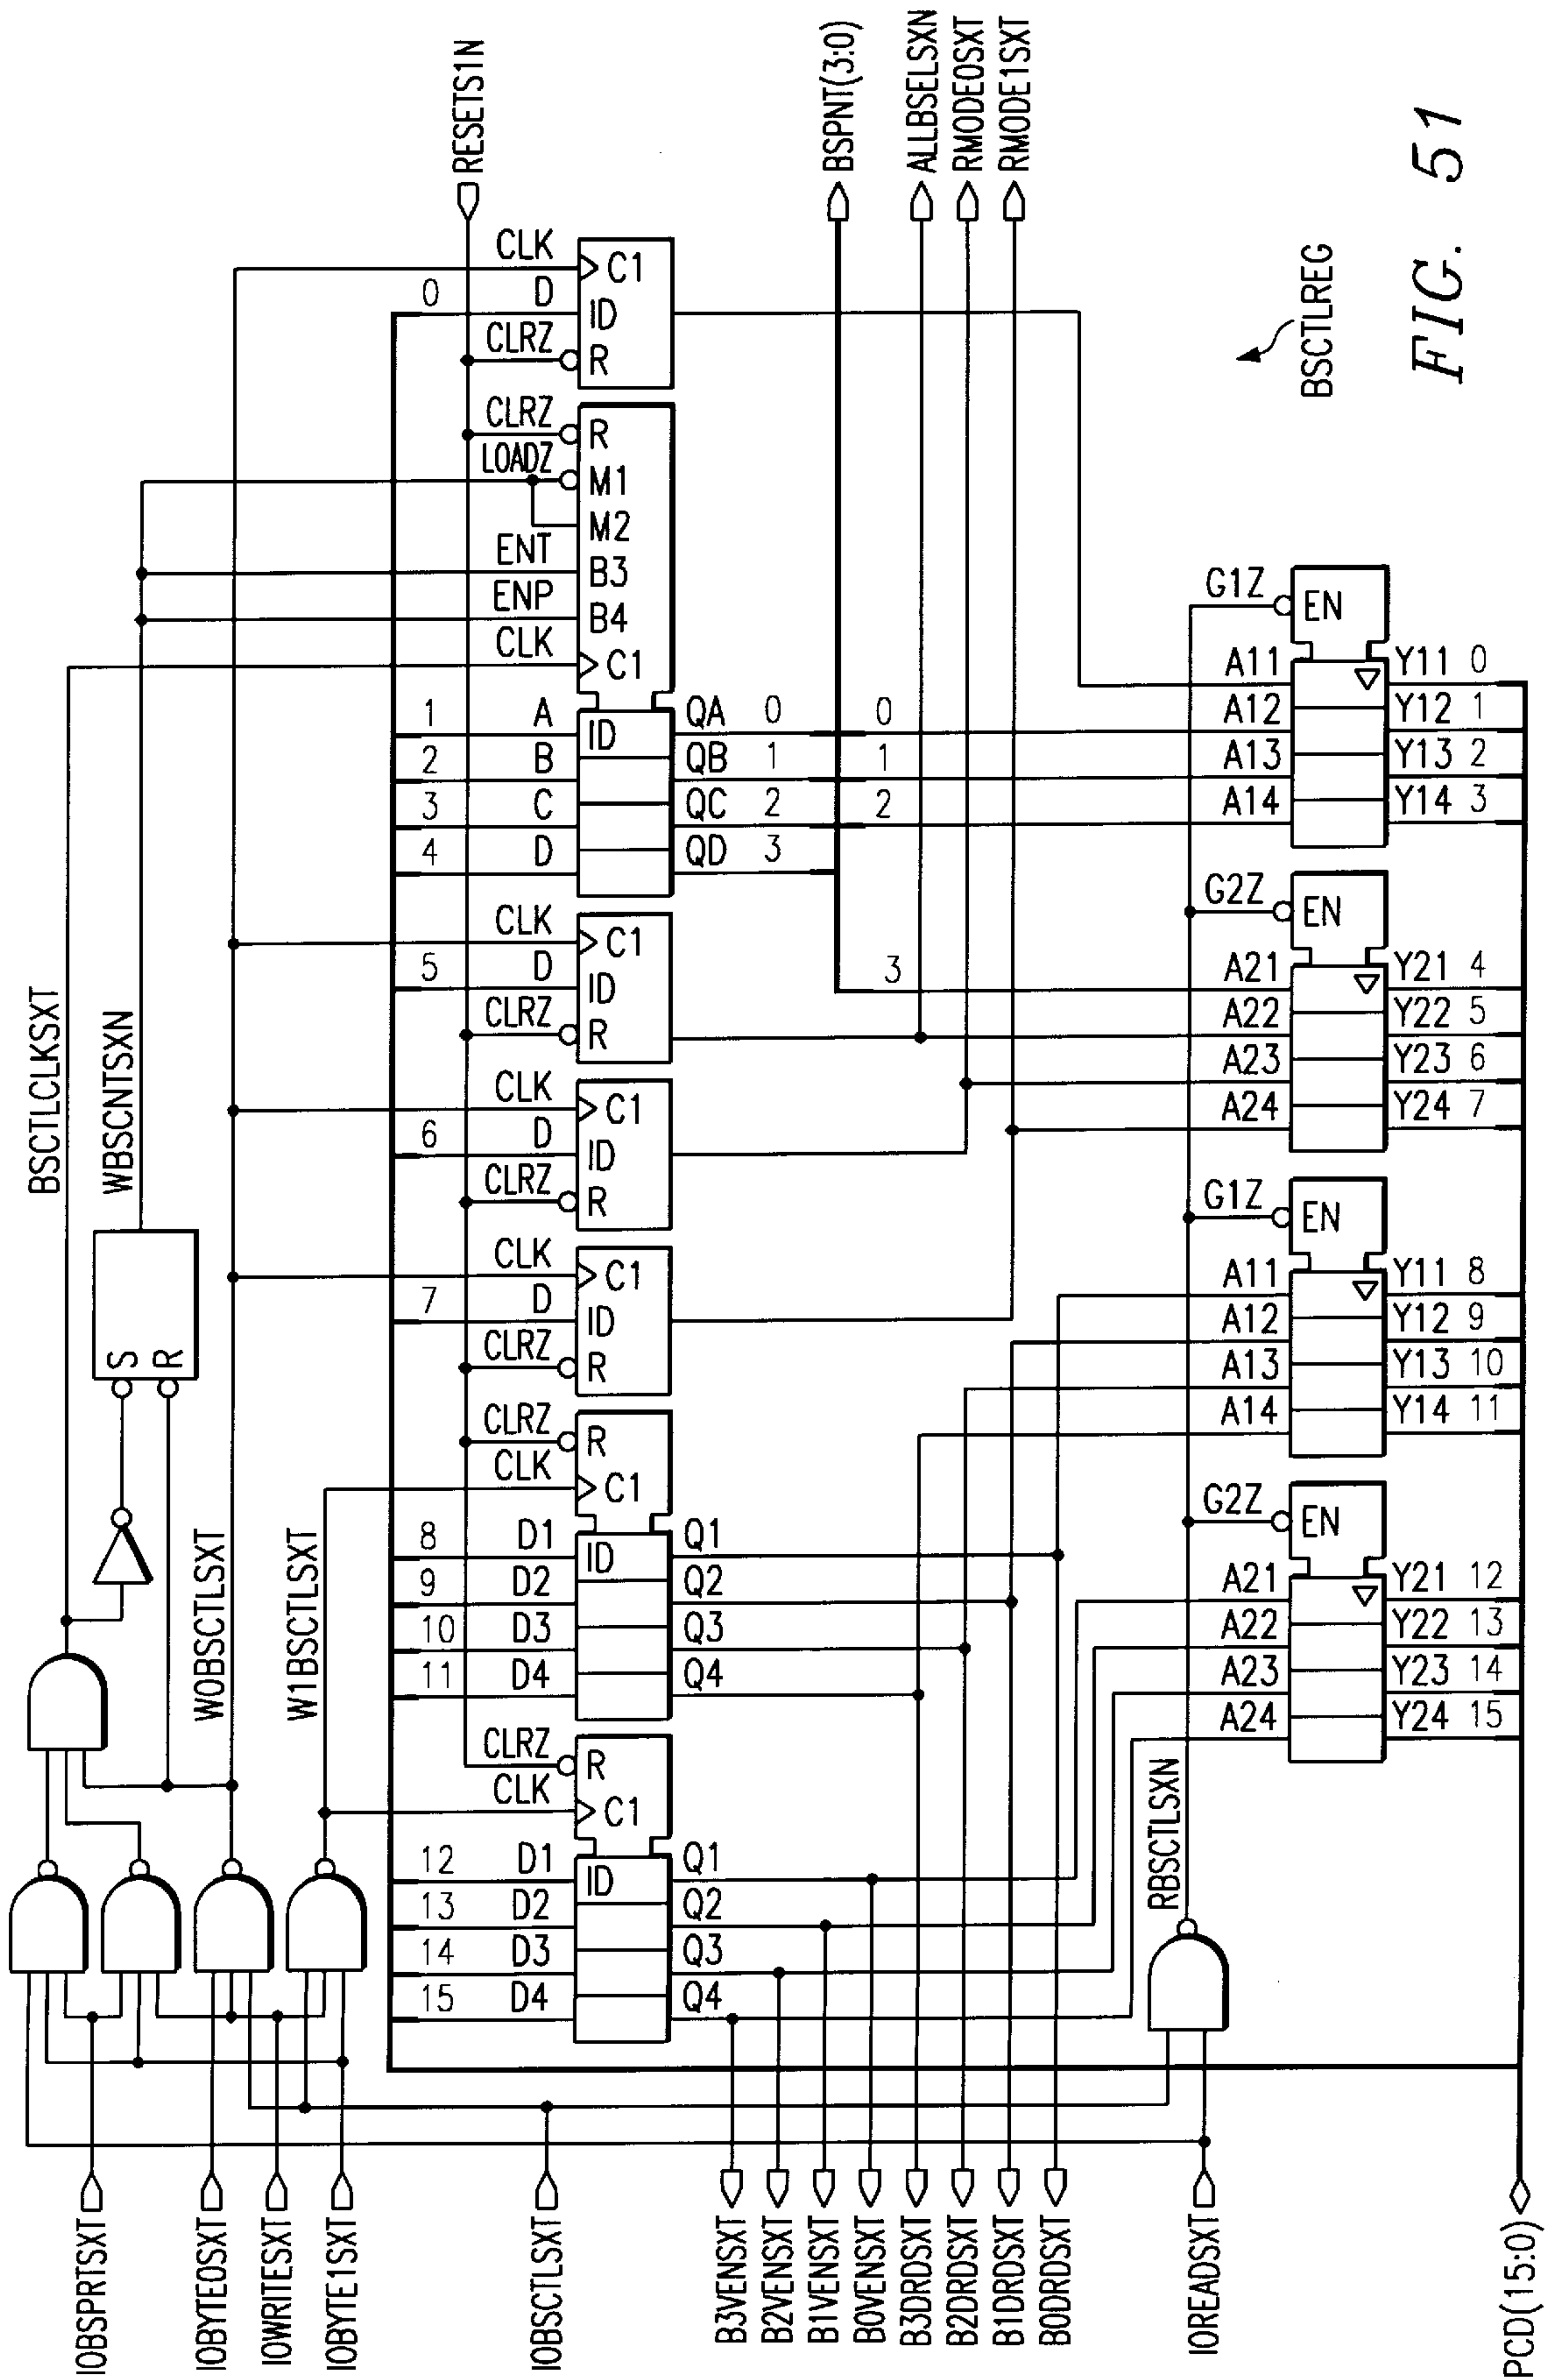 IOBSPRTSXT
IOBYTE0SXT
IOWRITESXT
IOBYTE1SXT
IOBSCTLSXT
B3VENSXT
B2VENSXT
B1VENSXT
B0VENSXT
B3DRDSXT
B2DRDSXT
B1DRDSXT
B0DRDSXT
IOREADSXT
PCD(15:0)
BSCTLCLKSXT
WBSCNTSXN
S
R
W0BSCTLSXT
W1BSCTLSXT
RESETS1N
BSPNT(3:0)
ALLBSELSXN
RMODE0SXT
RMODE1SXT
RBSCTLSXN
CLK C1
0 D ID
CLRZ R
CLRZ R
LOADZ M1
M2
ENT B3
ENP B4
CLK C1
1 A ID QA 0 0
2 B QB 1 1
3 C QC 2 2
4 D QD 3
3
CLK C1
5 D ID
CLRZ R
CLK C1
6 D ID
CLRZ R
CLK C1
7 D ID
CLRZ R
CLRZ R
CLK C1
8 D1 ID Q1
9 D2 Q2
10 D3 Q3
11 D4 Q4
CLRZ R
CLK C1
12 D1 ID Q1
13 D2 Q2
14 D3 Q3
15 D4 Q4
G1Z EN
A11 Y11 0
A12 Y12 1
A13 Y13 2
A14 Y14 3
G2Z EN
A21 Y21 4
A22 Y22 5
A23 Y23 6
A24 Y24 7
G1Z EN
A11 Y11 8
A12 Y12 9
A13 Y13 10
A14 Y14 11
G2Z EN
A21 Y21 12
A22 Y22 13
A23 Y23 14
A24 Y24 15
BSCTLREG
FIG. 51